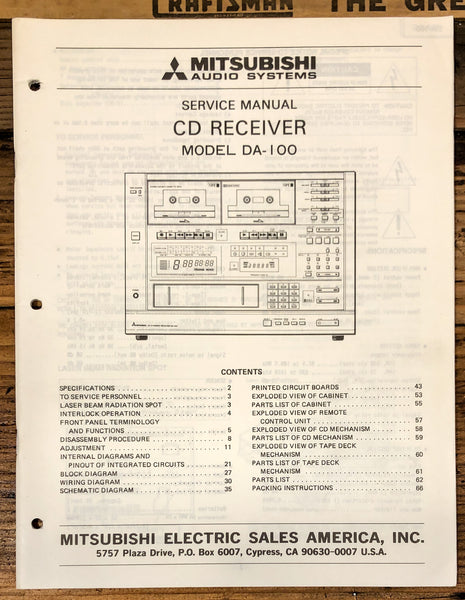 CRAFTSMAN THE GRE
MITSUBISHI
AUDIO SYSTEMS
SERVICE MANUAL
CD RECEIVER
MODEL DA-100
CONTENTS
SPECIFICATIONS 2
TO SERVICE PERSONNEL 3
LASER BEAM RADIATION SPOT 3
INTERLOCK OPERATION 4
FRONT PANEL TERMINOLOGY
AND FUNCTIONS 5
DISASSEMBLY PROCEDURE 8
ADJUSTMENT 11
INTERNAL DIAGRAMS AND
PINOUT OF INTEGRATED CIRCUITS 21
BLOCK DIAGRAM 27
WIRING DIAGRAM 30
SCHEMATIC DIAGRAM 35
PRINTED CIRCUIT BOARDS 43
EXPLODED VIEW OF CABINET 53
PARTS LIST OF CABINET 55
EXPLODED VIEW OF REMOTE
CONTROL UNIT 57
EXPLODED VIEW OF CD MECHANISM 58
PARTS LIST OF CD MECHANISM 59
EXPLODED VIEW OF TAPE DECK
MECHANISM 60
PARTS LIST OF TAPE DECK
MECHANISM 61
PARTS LIST 62
PACKING INSTRUCTIONS 66
MITSUBISHI ELECTRIC SALES AMERICA, INC.
5757 Plaza Drive, P.O. Box 6007, Cypress, CA 90630-0007 U.S.A.